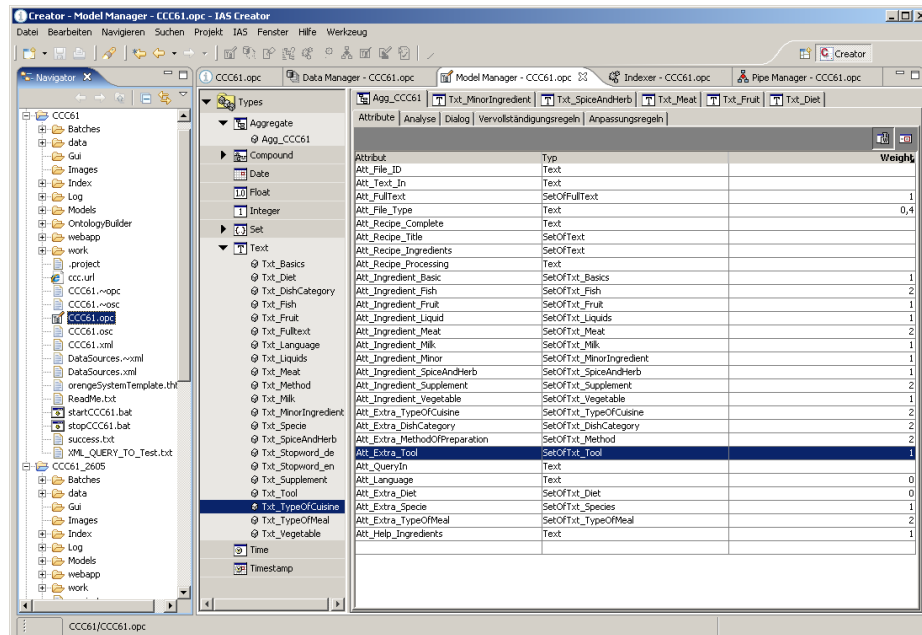 Creator - Model Manager - CCC61.opc - IAS Creator
Datei Bearbeiten Navigieren Suchen Projekt IAS Fenster Hilfe Werkzeug
Creator
Navigator
CCC61
Batches
data
Gui
Images
Index
Log
Models
OntologyBuilder
webapp
work
.project
ccc.url
CCC61.~opc
CCC61.~osc
CCC61.opc
CCC61.osc
CCC61.xml
DataSources.~xml
DataSources.xml
orengeSystemTemplate.thl
ReadMe.txt
startCCC61.bat
stopCCC61.bat
success.txt
XML_QUERY_TO_Test.txt
CCC61_2605
Batches
data
Gui
Images
Index
Log
Models
webapp
work
CCC61.opc Data Manager - CCC61.opc Model Manager - CCC61.opc Indexer - CCC61.opc Pipe Manager - CCC61.opc
Types
Aggregate
Agg_CCC61
Compound
Date
1.0 Float
1 Integer
Set
Text
Txt_Basics
Txt_Diet
Txt_DishCategory
Txt_Fish
Txt_Fruit
Txt_Fulltext
Txt_Language
Txt_Liquids
Txt_Meat
Txt_Method
Txt_Milk
Txt_MinorIngredient
Txt_Specie
Txt_SpiceAndHerb
Txt_Stopword_de
Txt_Stopword_en
Txt_Supplement
Txt_Tool
Txt_TypeOfCuisine
Txt_TypeOfMeal
Txt_Vegetable
Time
Timestamp
Agg_CCC61 Txt_MinorIngredient Txt_SpiceAndHerb Txt_Meat Txt_Fruit Txt_Diet
Attribute Analyse Dialog Vervollständigungsregeln Anpassungsregeln
Attribut Typ Weight
Att_File_ID Text
Att_Text_In Text
Att_FullText SetOfFullText 1
Att_File_Type Text 0,4
Att_Recipe_Complete Text
Att_Recipe_Title SetOfText
Att_Recipe_Ingredients SetOfText
Att_Recipe_Processing Text
Att_Ingredient_Basic SetOfTxt_Basics 1
Att_Ingredient_Fish SetOfTxt_Fish 2
Att_Ingredient_Fruit SetOfTxt_Fruit 1
Att_Ingredient_Liquid SetOfTxt_Liquids 1
Att_Ingredient_Meat SetOfTxt_Meat 2
Att_Ingredient_Milk SetOfTxt_Milk 1
Att_Ingredient_Minor SetOfTxt_MinorIngredient 1
Att_Ingredient_SpiceAndHerb SetOfTxt_SpiceAndHerb 1
Att_Ingredient_Supplement SetOfTxt_Supplement 2
Att_Ingredient_Vegetable SetOfTxt_Vegetable 1
Att_Extra_TypeOfCuisine SetOfTxt_TypeOfCuisine 2
Att_Extra_DishCategory SetOfTxt_DishCategory 2
Att_Extra_MethodOfPreparation SetOfTxt_Method 2
Att_Extra_Tool SetOfTxt_Tool 1
Att_QueryIn Text
Att_Language Text 0
Att_Extra_Diet SetOfTxt_Diet 0
Att_Extra_Specie SetOfTxt_Species 1
Att_Extra_TypeOfMeal SetOfTxt_TypeOfMeal 2
Att_Help_Ingredients Text 1
CCC61/CCC61.opc